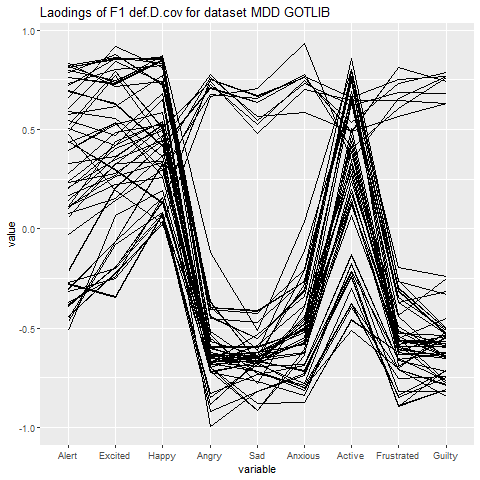 Laodings of F1 def.D.cov for dataset MDD GOTLIB
1.0
0.5
0.0
-0.5
-1.0
value
Alert Excited Happy Angry Sad Anxious Active Frustrated Guilty
variable